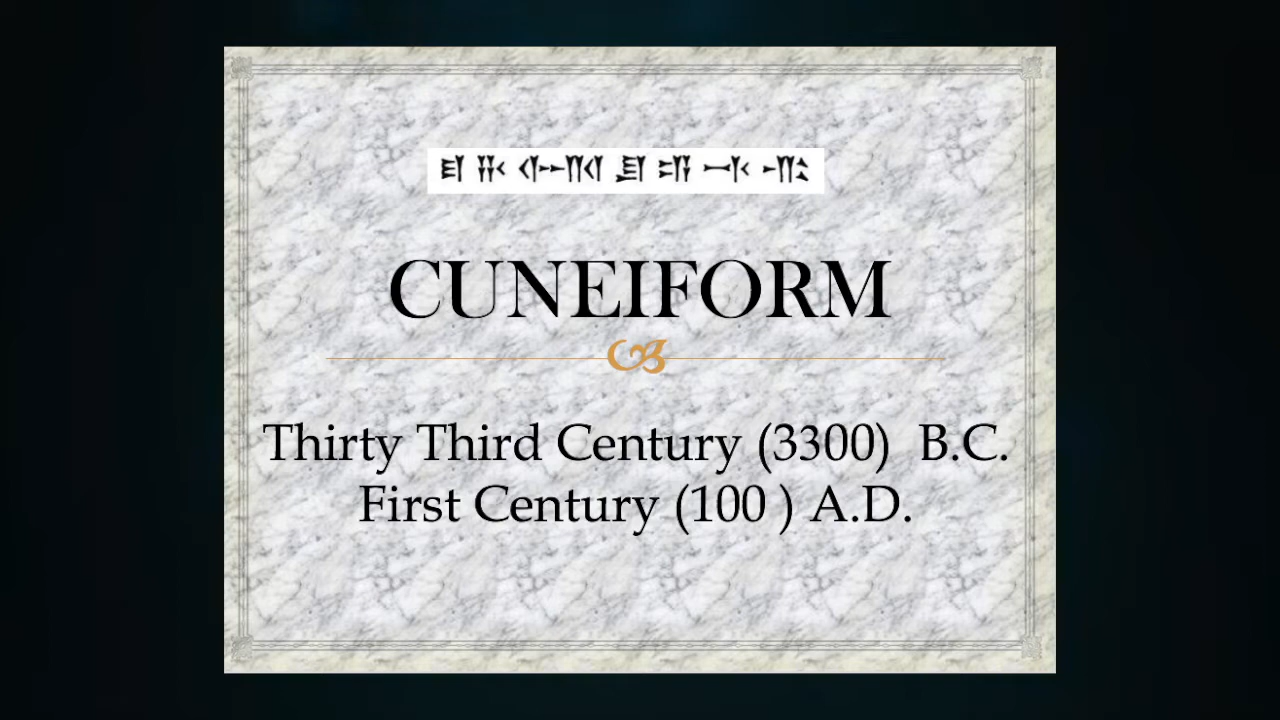 CUNEIFORM
Thirty Third Century (3300) B.C.
First Century (100 ) A.D.